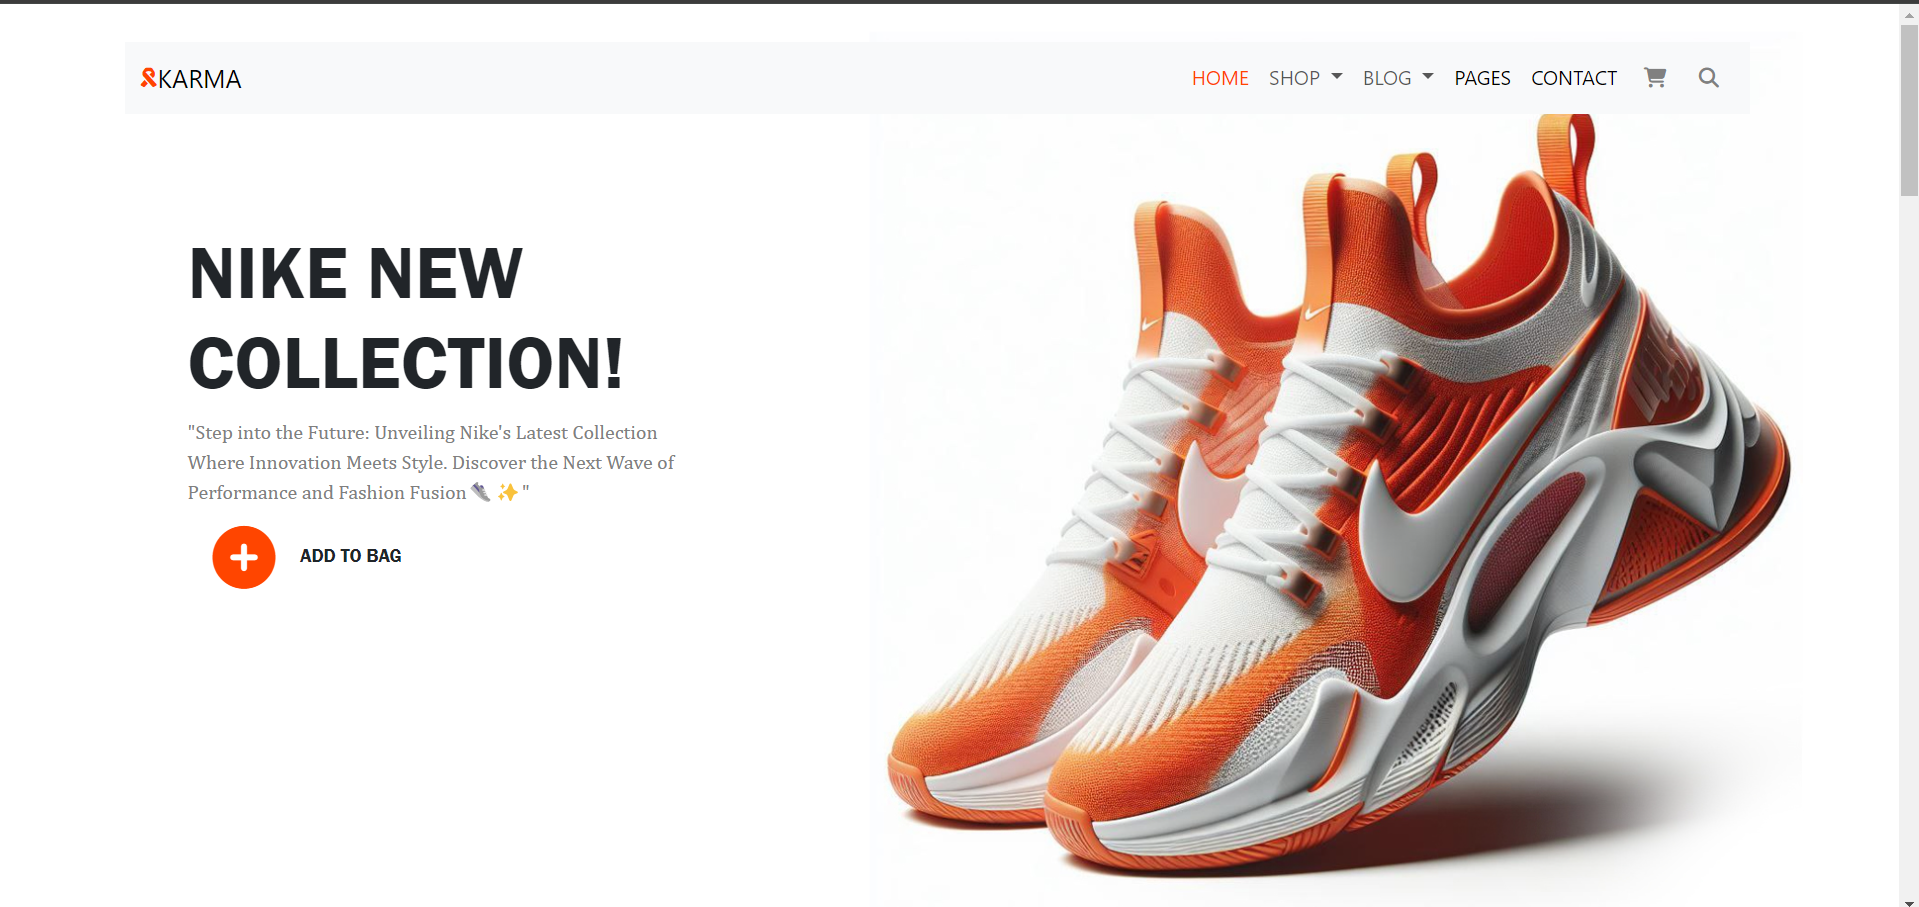 KARMA
HOME SHOP BLOG PAGES CONTACT
NIKE NEW
COLLECTION!
"Step into the Future: Unveiling Nike's Latest Collection
Where Innovation Meets Style. Discover the Next Wave of
Performance and Fashion Fusion👟 ✨ "
ADD TO BAG